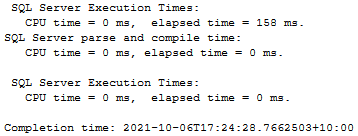 SQL Server Execution Times:
CPU time = 0 ms,  elapsed time = 158 ms.
SQL Server parse and compile time:
CPU time = 0 ms, elapsed time = 0 ms.
SQL Server Execution Times:
CPU time = 0 ms,  elapsed time = 0 ms.
Completion time: 2021-10-06T17:24:28.7662503+10:00